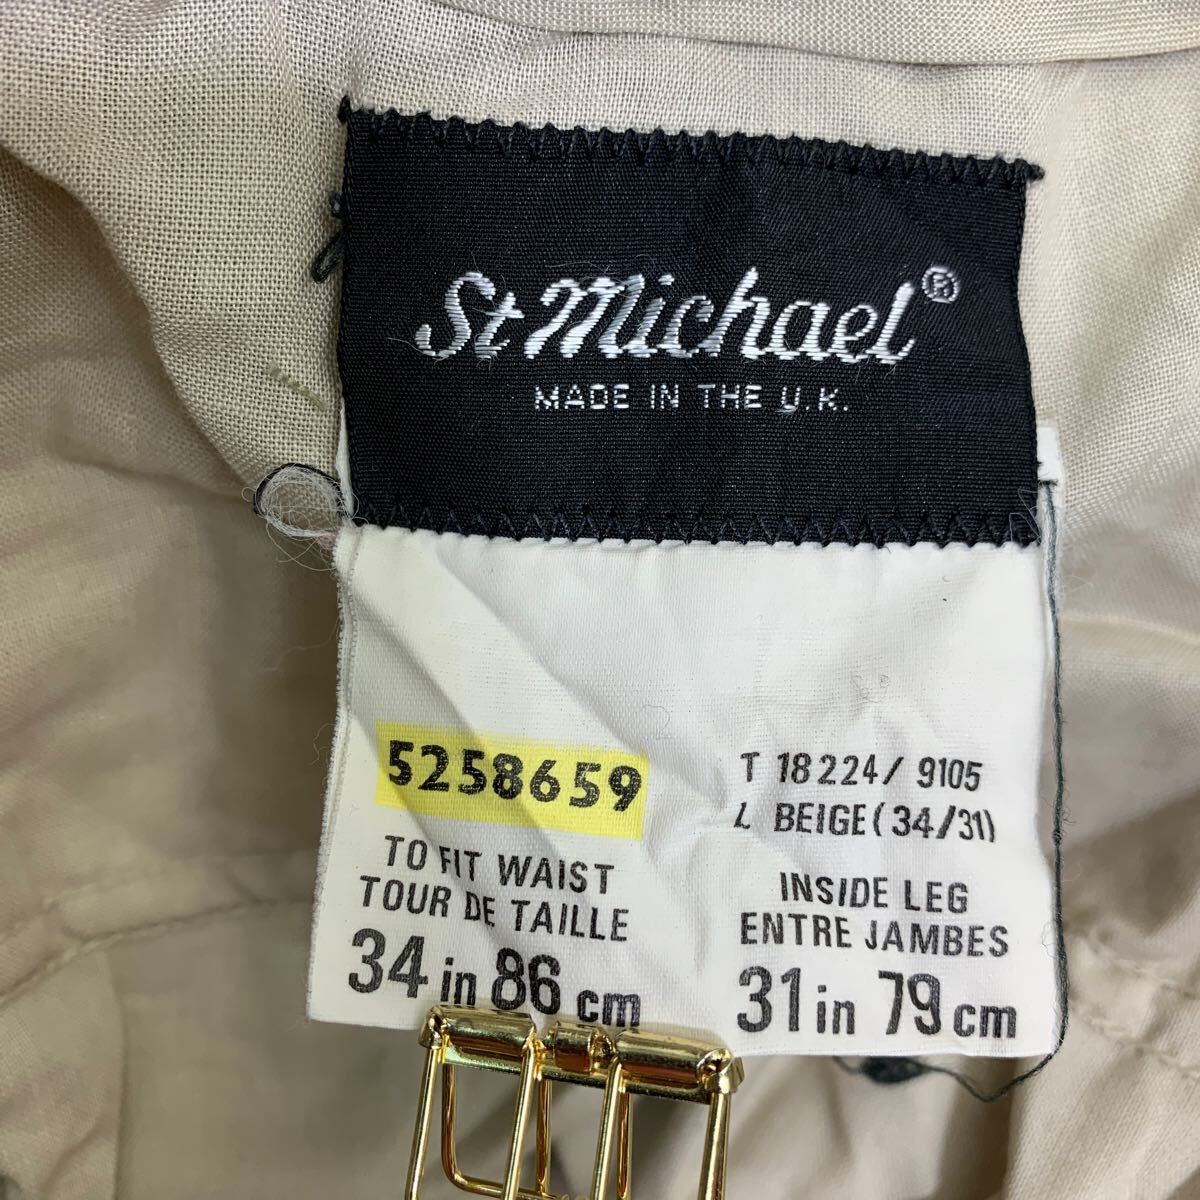 St Michael®
MADE IN THE U.K.
5258659
TO FIT WAIST
TOUR DE TAILLE
34 in 86 cm
T 18224/ 9105
L BEIGE (34/31)
INSIDE LEG
ENTRE JAMBES
31 in 79 cm